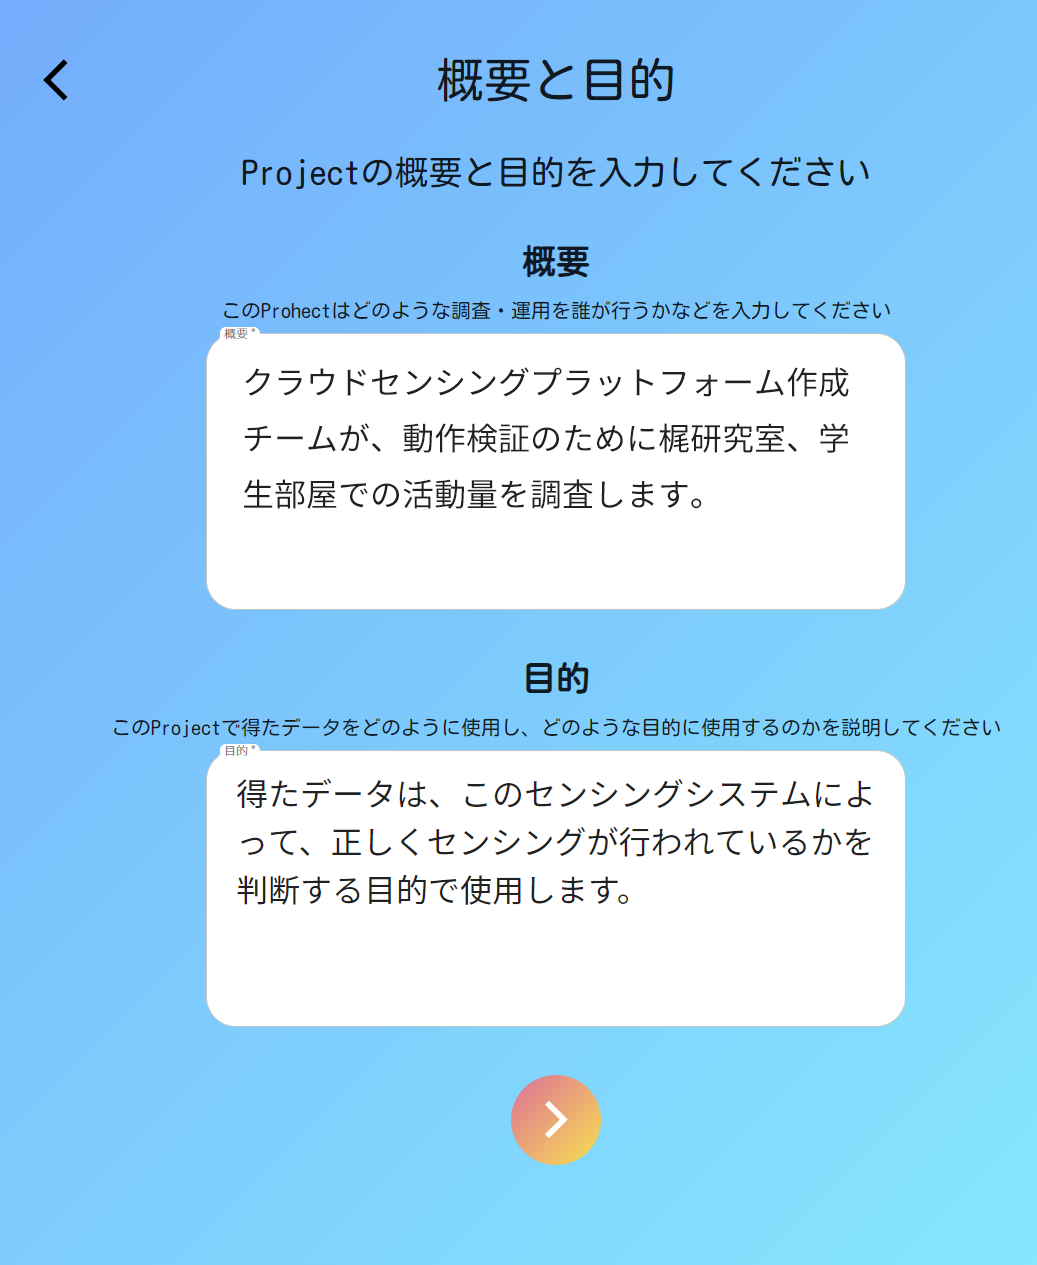 概要と目的
Projectの概要と目的を入力してください
概要
このProhectはどのような調査・運用を誰が行うかなどを入力してください
概要 *
クラウドセンシングプラットフォーム作成
チームが、動作検証のために梶研究室、学
生部屋での活動量を調査します。
目的
このProjectで得たデータをどのように使用し、どのような目的に使用するのかを説明してください
目的 *
得たデータは、このセンシングシステムによ
って、正しくセンシングが行われているかを
判断する目的で使用します。